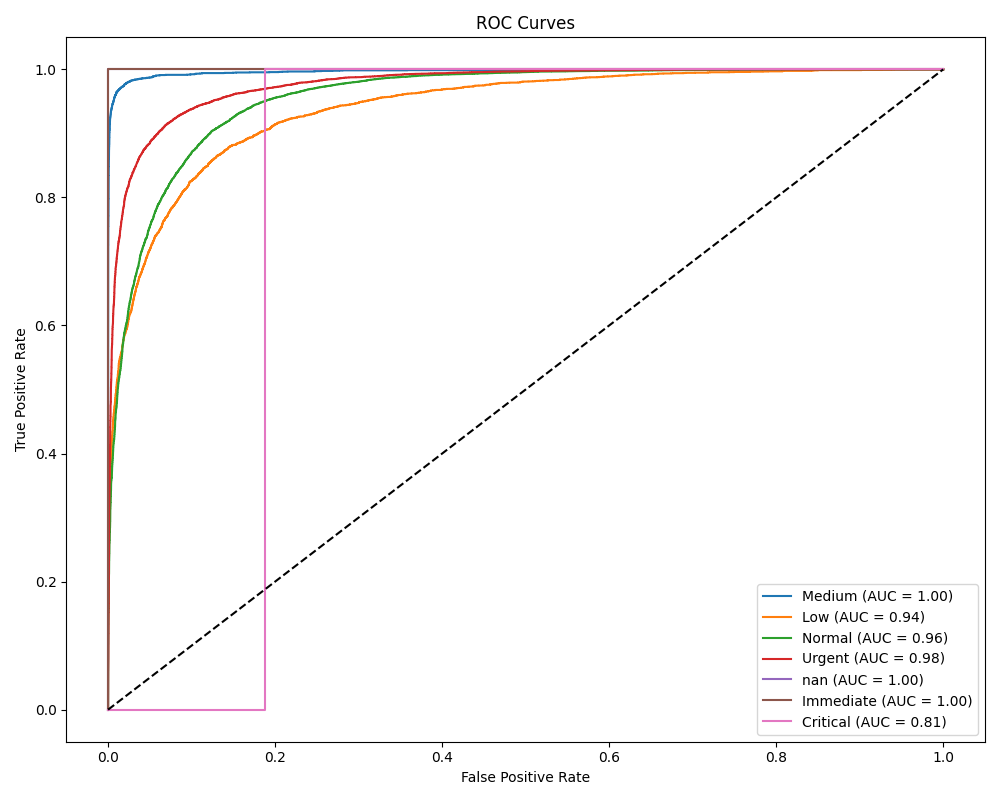 ROC Curves
True Positive Rate
1.0
0.8
0.6
0.4
0.2
0.0
0.0 0.2 0.4 0.6 0.8 1.0
False Positive Rate
Medium (AUC = 1.00)
Low (AUC = 0.94)
Normal (AUC = 0.96)
Urgent (AUC = 0.98)
nan (AUC = 1.00)
Immediate (AUC = 1.00)
Critical (AUC = 0.81)